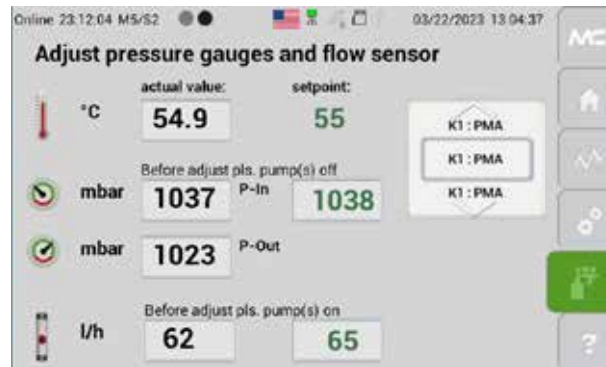 Online 23:12:04 M5/S2 03/22/2023 13:04:37
MC
Adjust pressure gauges and flow sensor
actual value: setpoint:
°C 54.9 55
K1 : PMA
K1 : PMA
K1 : PMA
Before adjust pls. pump(s) off
mbar 1037 P-In 1038
mbar 1023 P-Out
Before adjust pls. pump(s) on
l/h 62 65
?